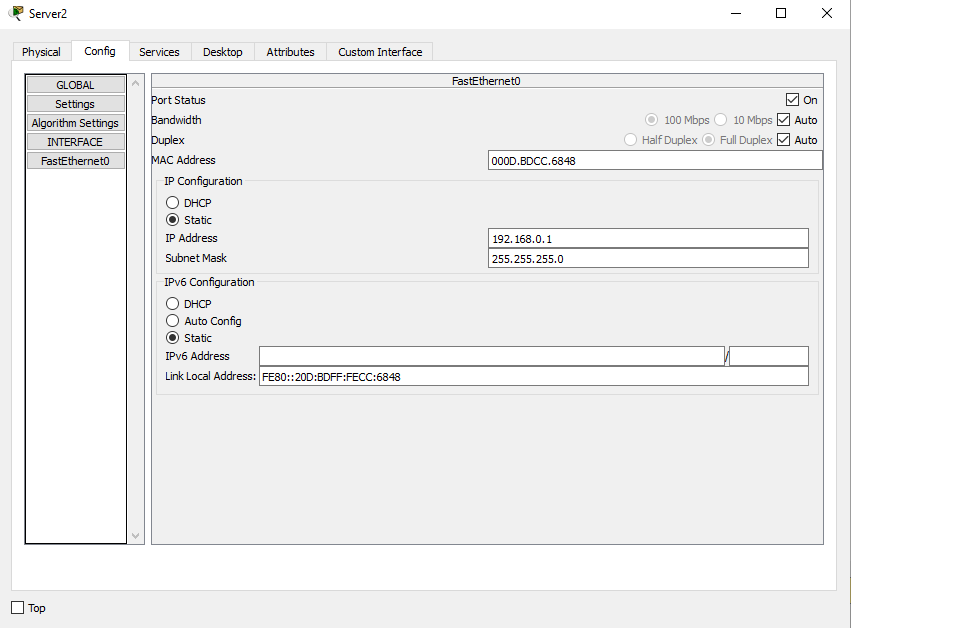 Server2
Physical Config Services Desktop Attributes Custom Interface
GLOBAL
Settings
Algorithm Settings
INTERFACE
FastEthernet0
FastEthernet0
Port Status On
Bandwidth 100 Mbps 10 Mbps Auto
Duplex Half Duplex Full Duplex Auto
MAC Address 000D.BDCC.6848
IP Configuration
DHCP
Static
IP Address 192.168.0.1
Subnet Mask 255.255.255.0
IPv6 Configuration
DHCP
Auto Config
Static
IPv6 Address /
Link Local Address: FE80::20D:BDFF:FECC:6848
Top